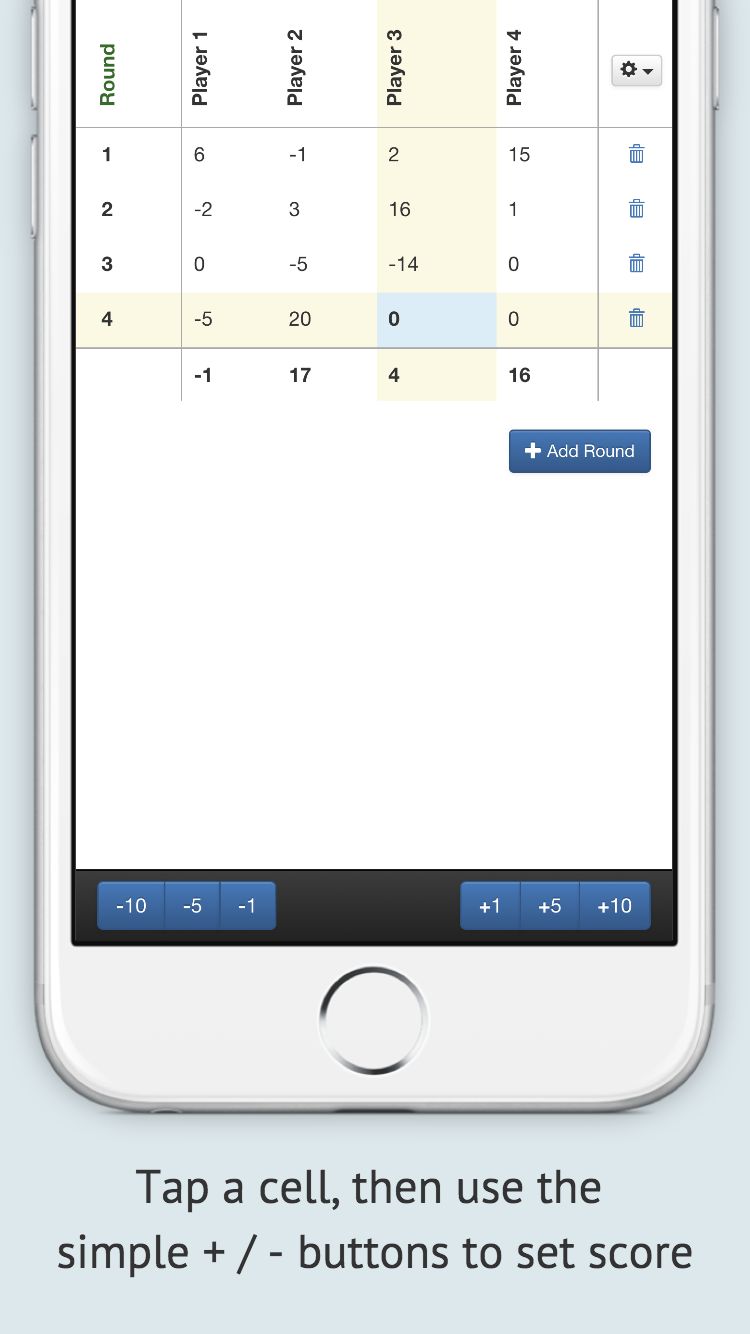 Round Player 1 Player 2 Player 3 Player 4
1 6 -1 2 15
2 -2 3 16 1
3 0 -5 -14 0
4 -5 20 0 0
-1 17 4 16
Add Round
-10 -5 -1 +1 +5 +10
Tap a cell, then use the
simple + / - buttons to set score